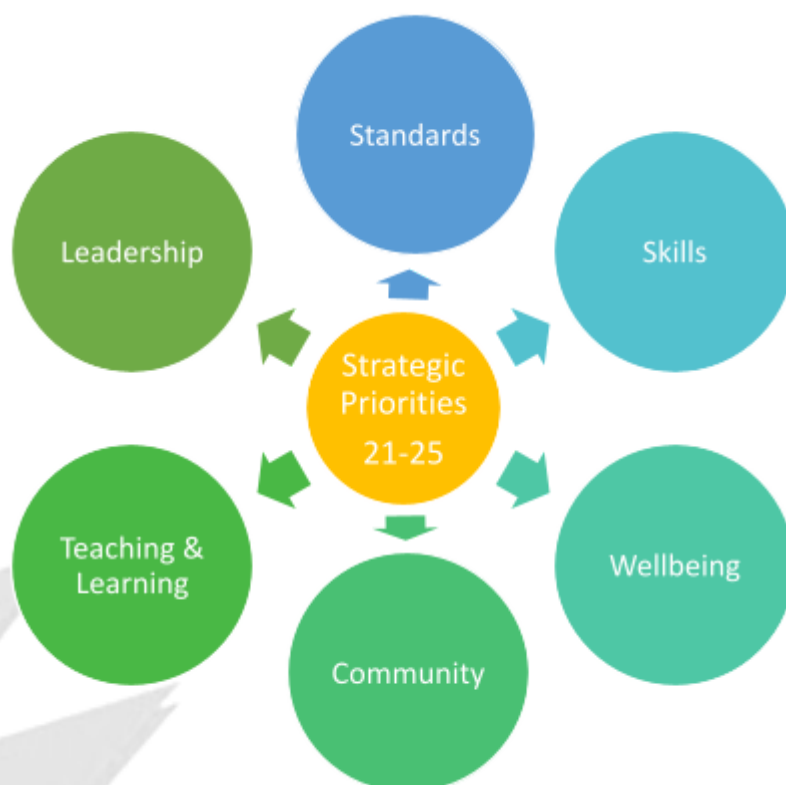 Standards
Leadership
Skills
Strategic
Priorities
21-25
Teaching &
Learning
Wellbeing
Community